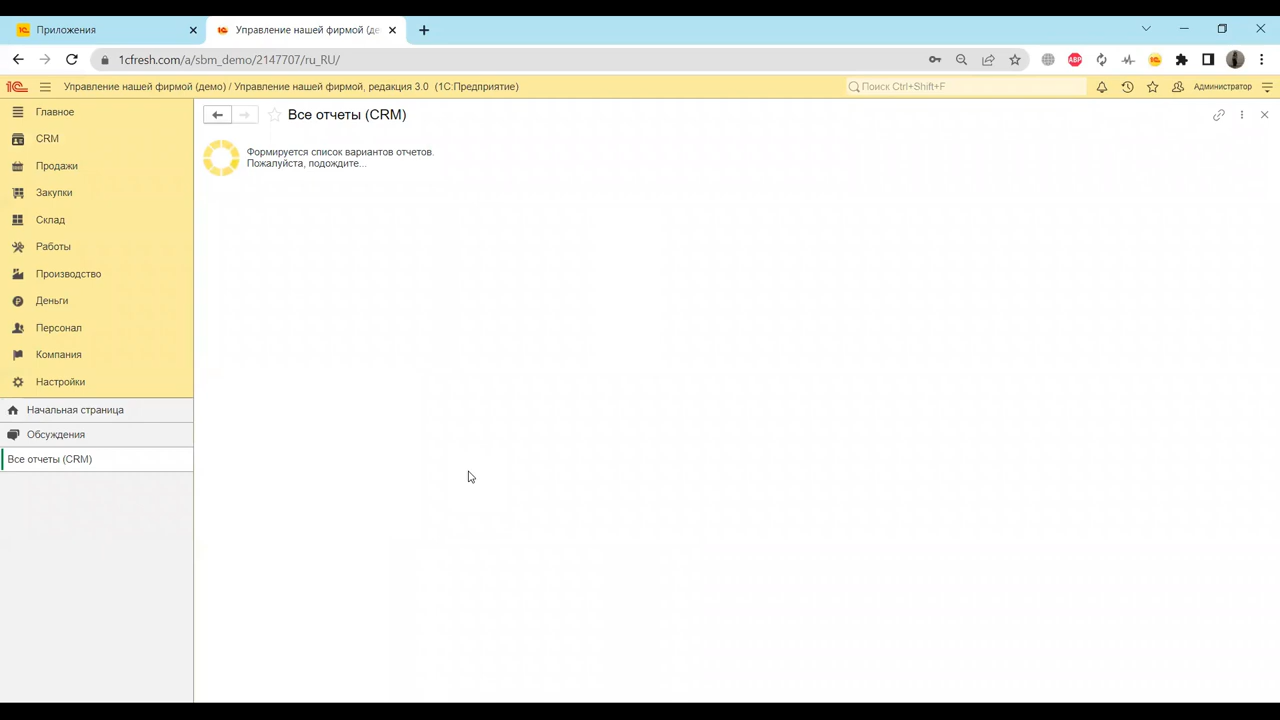 Приложения
Управление нашей фирмой (де
1cfresh.com/a/sbm_demo/2147707/ru_RU/
ABP
1С
Управление нашей фирмой (демо) / Управление нашей фирмой, редакция 3.0 (1С:Предприятие)
Поиск Ctrl+Shift+F
Администратор
Главное
CRM
Продажи
Закупки
Склад
Работы
Производство
Деньги
Персонал
Компания
Настройки
Начальная страница
Обсуждения
Все отчеты (CRM)
Все отчеты (CRM)
Формируется список вариантов отчетов.
Пожалуйста, подождите...